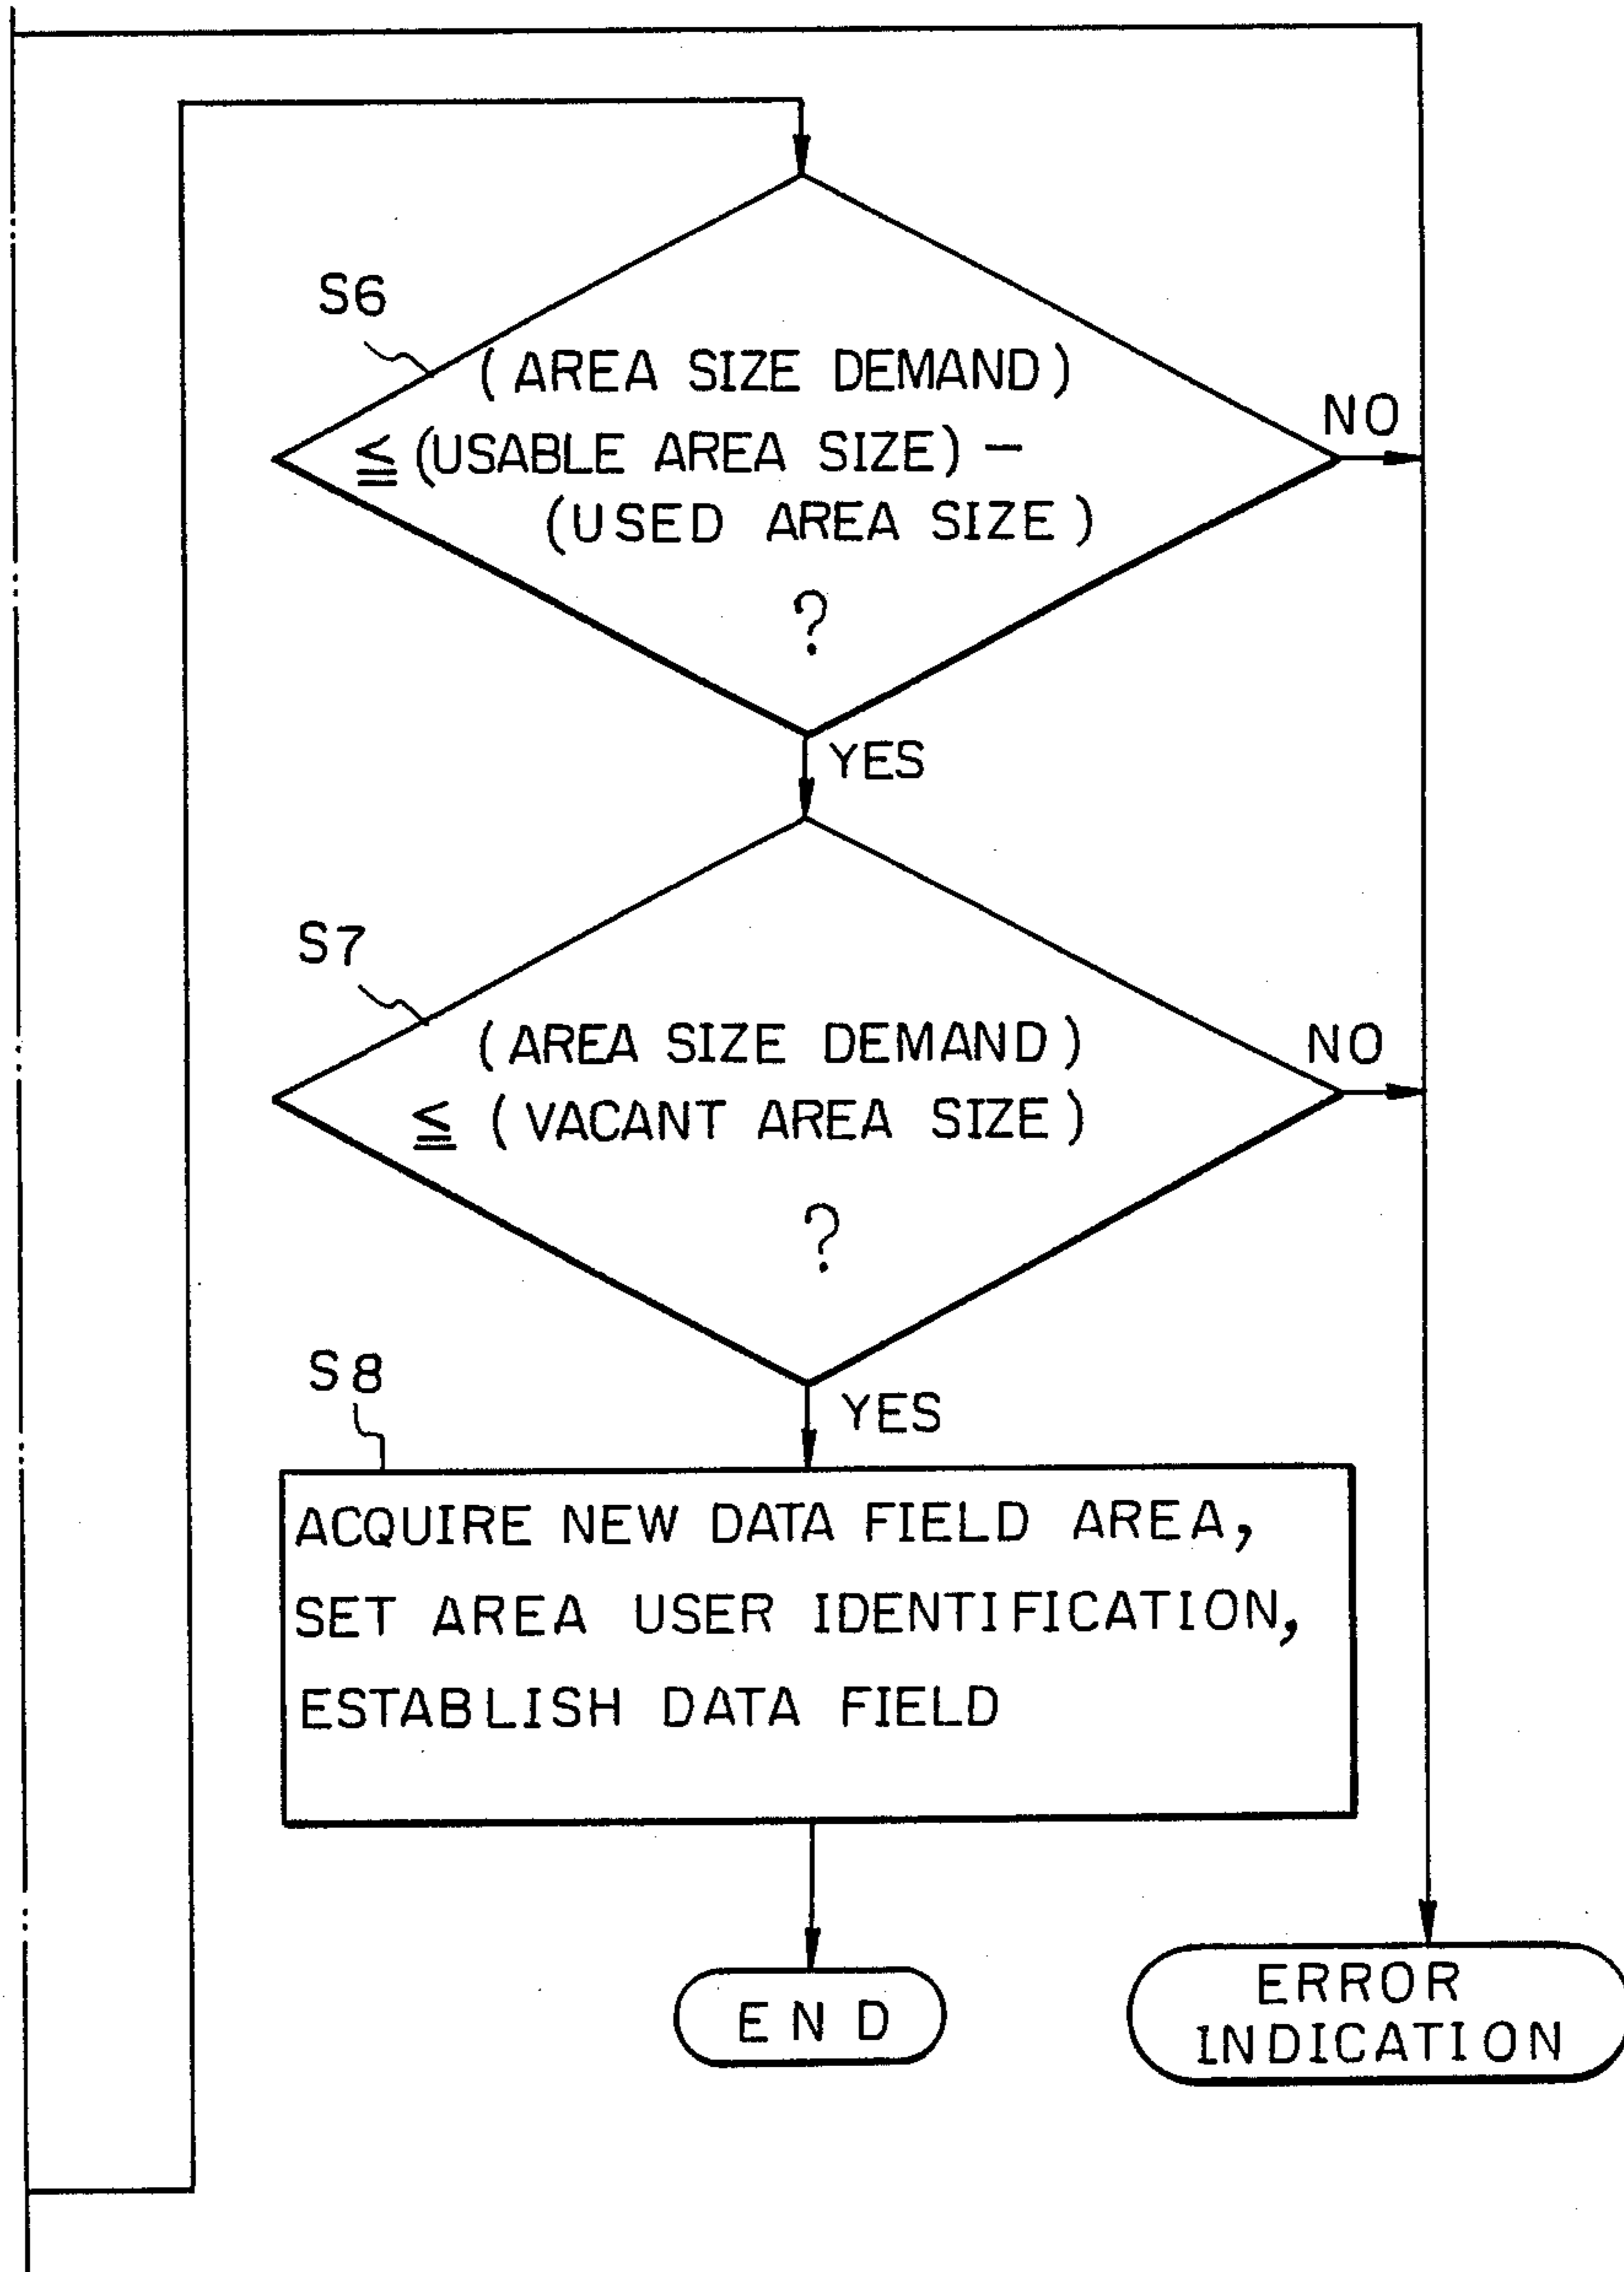 S6
(AREA SIZE DEMAND)
NO
≦(USABLE AREA SIZE) -
(USED AREA SIZE)
?
YES
S7
(AREA SIZE DEMAND)
NO
≦ (VACANT AREA SIZE)
?
S8
YES
ACQUIRE NEW DATA FIELD AREA,
SET AREA USER IDENTIFICATION,
ESTABLISH DATA FIELD
END
ERROR
INDICATION